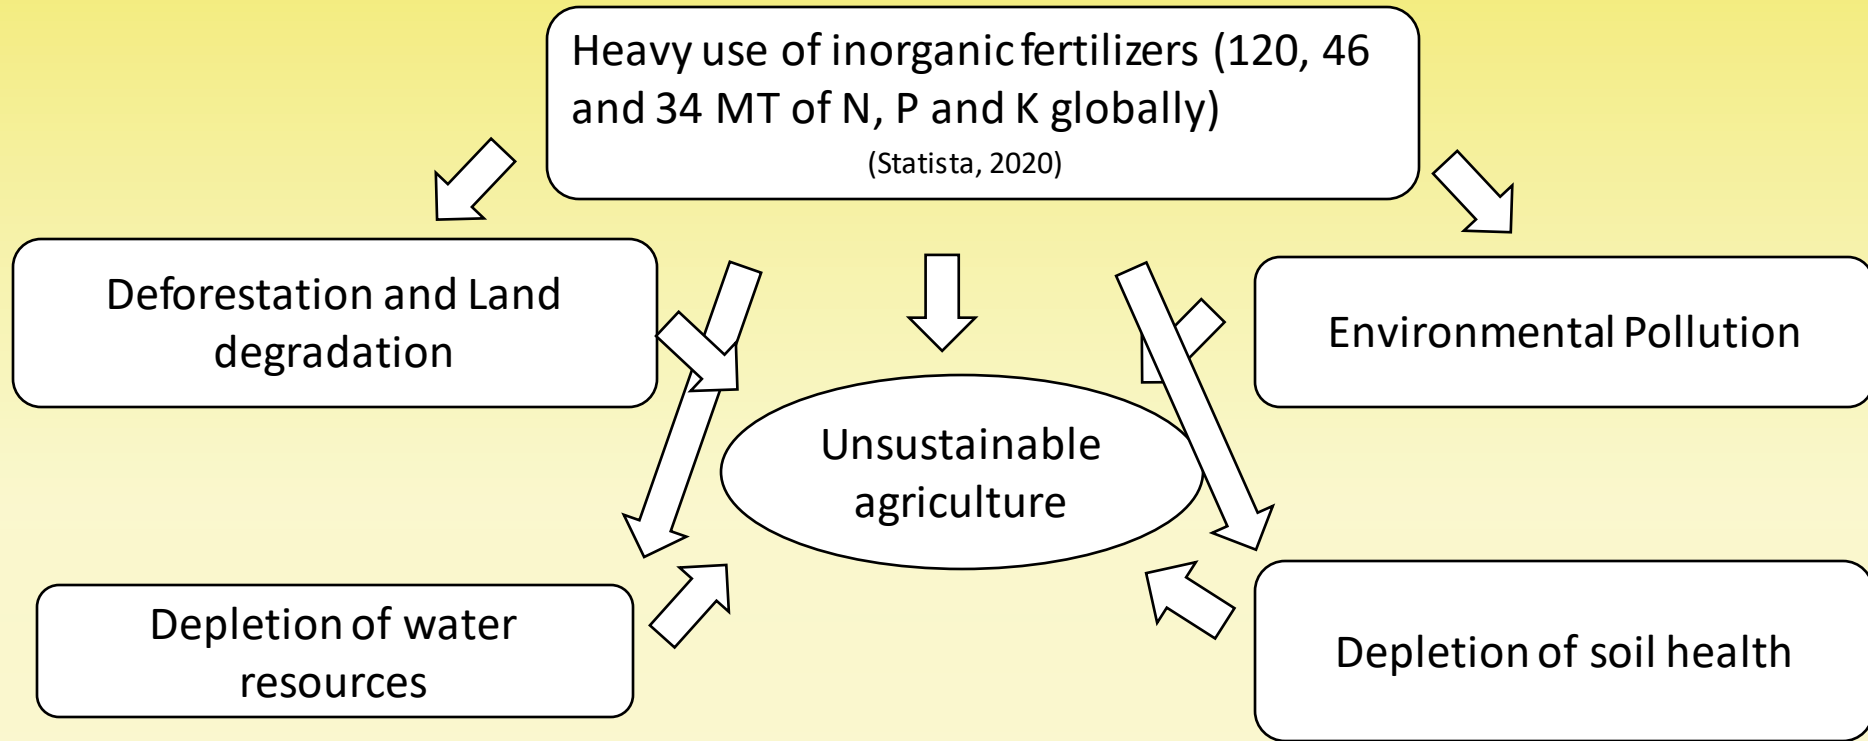 Heavy use of inorganic fertilizers (120, 46
and 34 MT of N, P and K globally)
(Statista, 2020)
Deforestation and Land
degradation
Environmental Pollution
Unsustainable
agriculture
Depletion of water
resources
Depletion of soil health